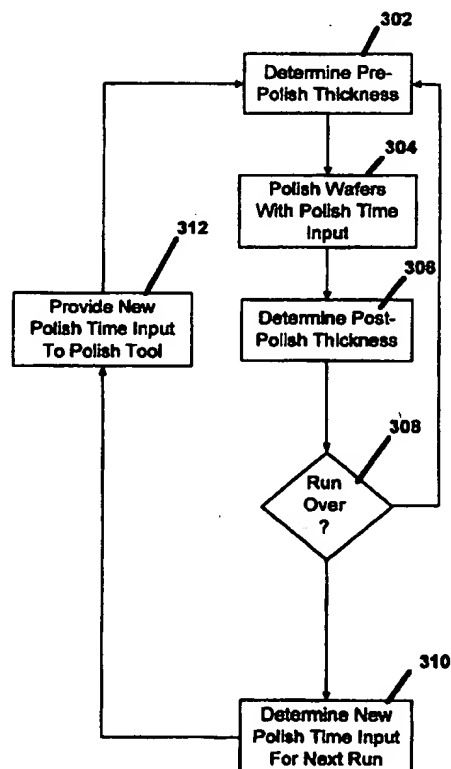 302
Determine Pre-
Polish Thickness
304
Polish Wafers
With Polish Time
Input
312
306
Provide New
Polish Time Input
To Polish Tool
Determine Post-
Polish Thickness
308
Run
Over
?
310
Determine New
Polish Time Input
For Next Run